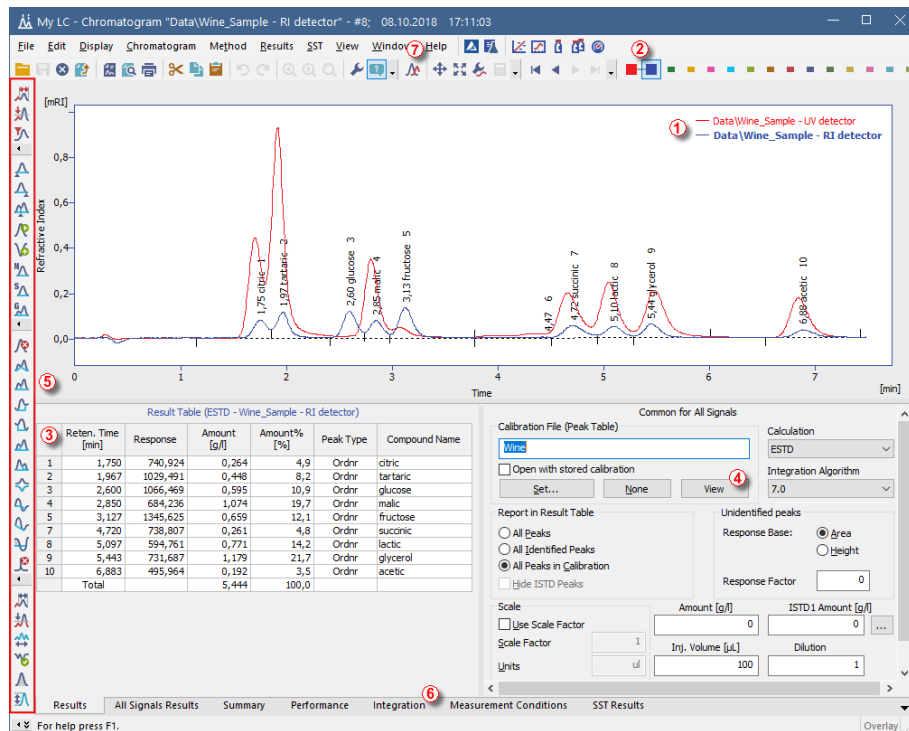 My LC - Chromatogram "Data\Wine_Sample - RI detector" - #8; 08.10.2018 17:11:03
File Edit Display Chromatogram Method Results SST View Window Help
7
2
[mRI]
1
Data\Wine_Sample - UV detector
Data\Wine_Sample - RI detector
0,8
0,6
0,4
0,2
0,0
Refractive Index
1,75 citric 1
1,97 tartaric 2
2,60 glucose 3
2,85 malic 4
3,13 fructose 5
4,47 6
4,72 succinic 7
5,10 lactic 8
5,44 glycerol 9
6,88 acetic 10
0 1 2 3 4 5 6 7
Time [min]
5
Result Table (ESTD - Wine_Sample - RI detector)
3
Reten. Time [min] Response Amount [g/l] Amount% [%] Peak Type Compound Name
1 1,750 740,924 0,264 4,9 Ordnr citric
2 1,967 1029,491 0,448 8,2 Ordnr tartaric
3 2,600 1066,469 0,595 10,9 Ordnr glucose
4 2,850 684,236 1,074 19,7 Ordnr malic
5 3,127 1345,625 0,659 12,1 Ordnr fructose
7 4,720 738,807 0,261 4,8 Ordnr succinic
8 5,097 594,761 0,771 14,2 Ordnr lactic
9 5,443 731,687 1,179 21,7 Ordnr glycerol
10 6,883 495,964 0,192 3,5 Ordnr acetic
Total 5,444 100,0
Common for All Signals
Calibration File (Peak Table)
Wine
Open with stored calibration
Set... None View
4
Calculation
ESTD
Integration Algorithm
7.0
Report in Result Table
All Peaks
All Identified Peaks
All Peaks in Calibration
Hide ISTD Peaks
Unidentified peaks
Response Base: Area
Height
Response Factor 0
Scale
Use Scale Factor
Scale Factor 1
Units ul
Amount [g/l] ISTD1 Amount [g/l]
0 0 ...
Inj. Volume [µL] Dilution
100 1
6
Results All Signals Results Summary Performance Integration Measurement Conditions SST Results
For help press F1. Overlay